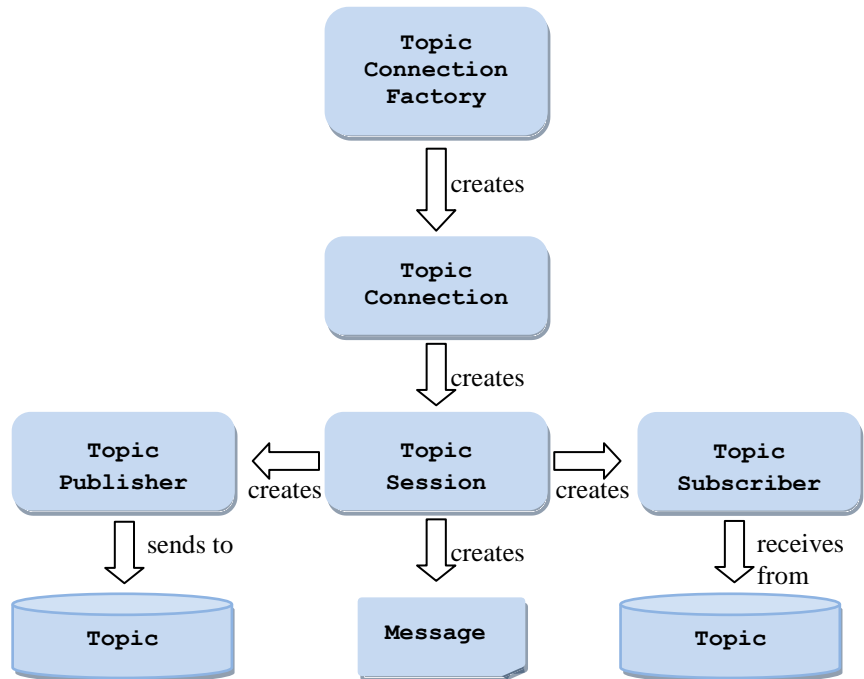 Topic
Connection
Factory
creates
Topic
Connection
creates
Topic
Publisher
creates
Topic
Session
creates
Topic
Subscriber
sends to
creates
receives
from
Topic
Message
Topic